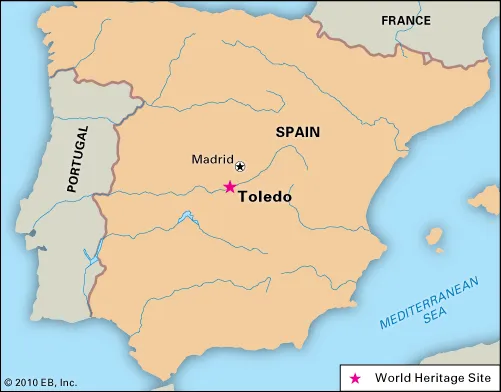 FRANCE
PORTUGAL
SPAIN
Madrid
Toledo
MEDITERRANEAN
SEA
© 2010 EB, Inc.
World Heritage Site